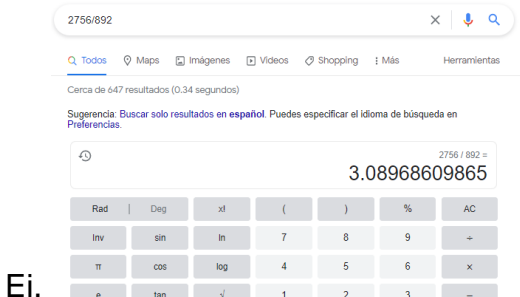 2756/892
Todos Maps Imágenes Videos Shopping Más Herramientas
Cerca de 647 resultados (0.34 segundos)
Sugerencia: Buscar solo resultados en español. Puedes especificar el idioma de búsqueda en
Preferencias.
2756 / 892 =
3.08968609865
Rad | Deg x! ( ) % AC
Inv sin ln 7 8 9 ÷
π cos log 4 5 6 ×
e tan √ 1 2 3 −
Ej.